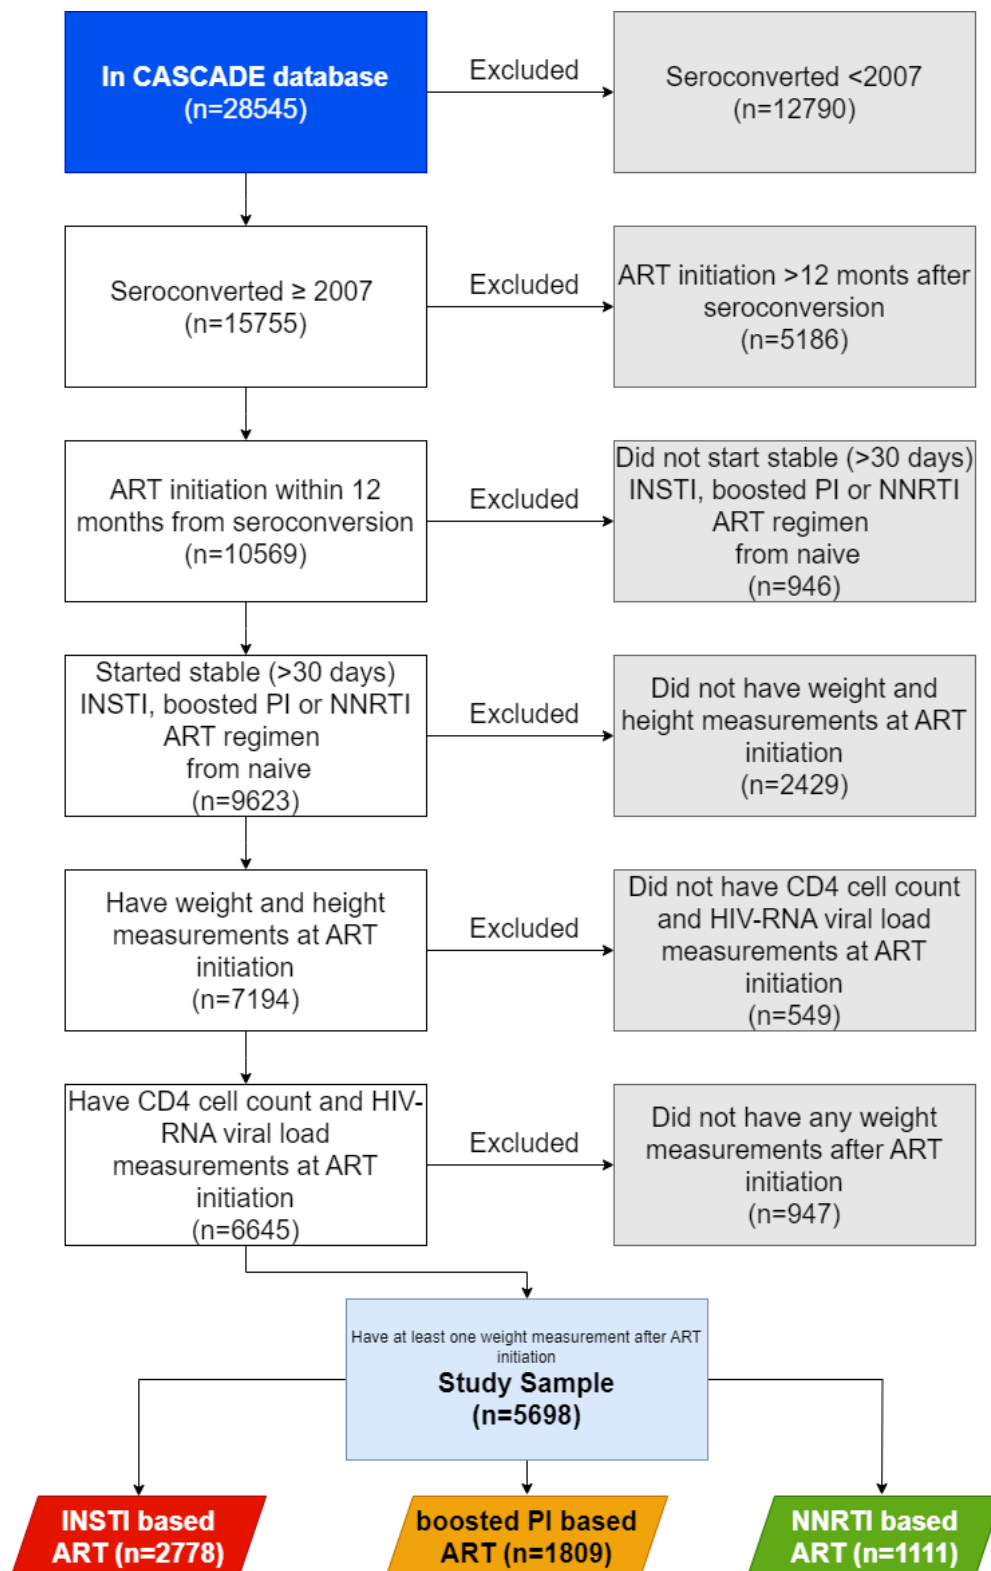 In CASCADE database
(n=28545)
Excluded
Seroconverted <2007
(n=12790)
Seroconverted ≥ 2007
(n=15755)
Excluded
ART initiation >12 monts after
seroconversion
(n=5186)
ART initiation within 12
months from seroconversion
(n=10569)
Excluded
Did not start stable (>30 days)
INSTI, boosted PI or NNRTI
ART regimen
from naive
(n=946)
Started stable (>30 days)
INSTI, boosted PI or NNRTI
ART regimen
from naive
(n=9623)
Excluded
Did not have weight and
height measurements at ART
initiation
(n=2429)
Have weight and height
measurements at ART
initiation
(n=7194)
Excluded
Did not have CD4 cell count
and HIV-RNA viral load
measurements at ART
initiation
(n=549)
Have CD4 cell count and HIV-
RNA viral load
measurements at ART
initiation
(n=6645)
Excluded
Did not have any weight
measurements after ART
initiation
(n=947)
Have at least one weight measurement after ART
initiation
Study Sample
(n=5698)
INSTI based
ART (n=2778)
boosted PI based
ART (n=1809)
NNRTI based
ART (n=1111)